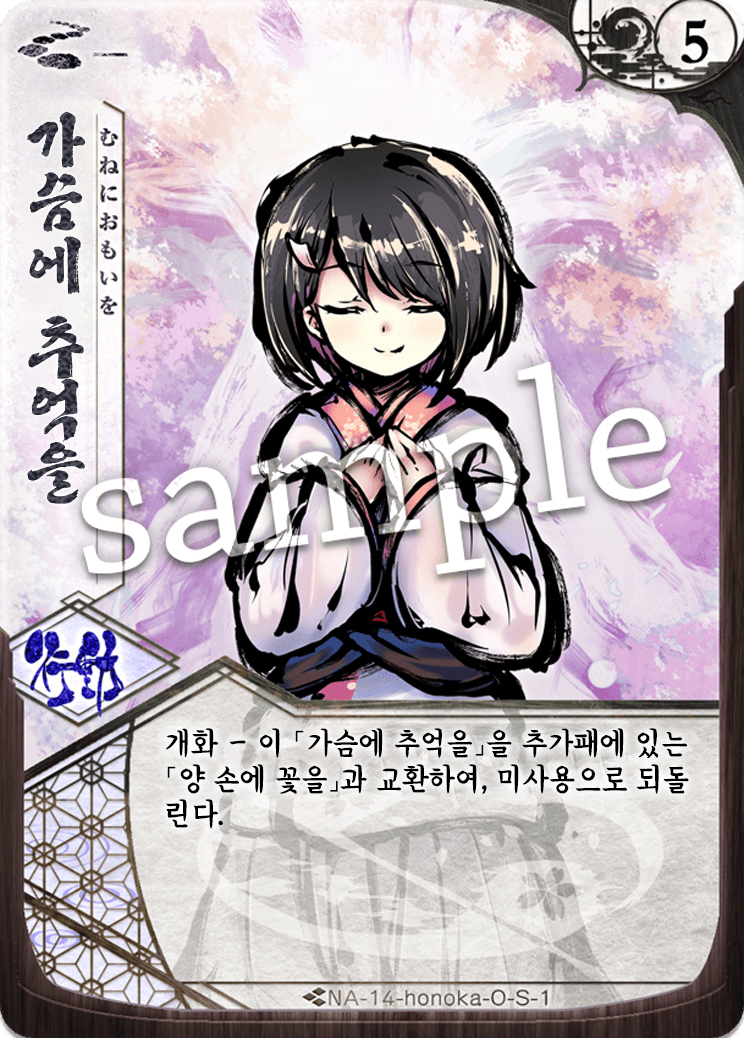 5
가슴에 추억을
むねにおもいを
sample
行動
개화 - 이 「가슴에 추억을」을 추가패에 있는
「양 손에 꽃을」과 교환하여, 미사용으로 되돌
린다.
NA-14-honoka-O-S-1